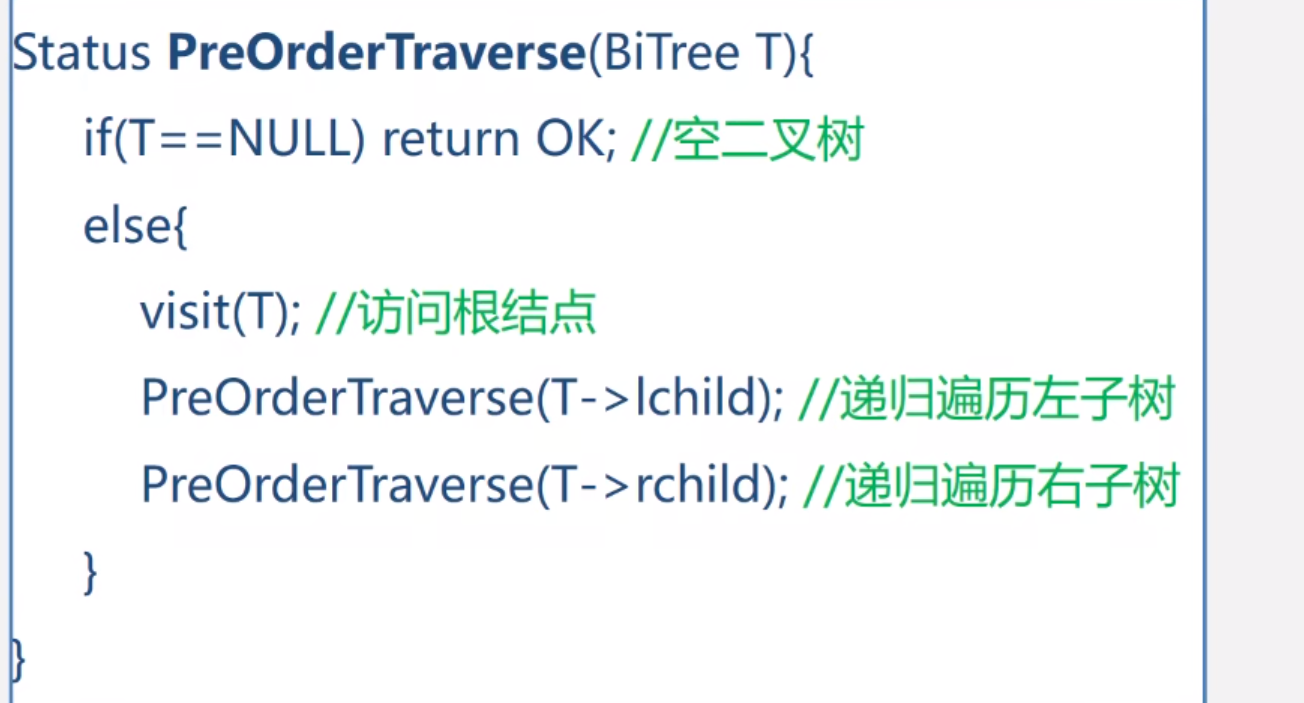 Status PreOrderTraverse(BiTree T){
if(T==NULL) return OK; //空二叉树
else{
visit(T); //访问根结点
PreOrderTraverse(T->lchild); //递归遍历左子树
PreOrderTraverse(T->rchild); //递归遍历右子树
}
}